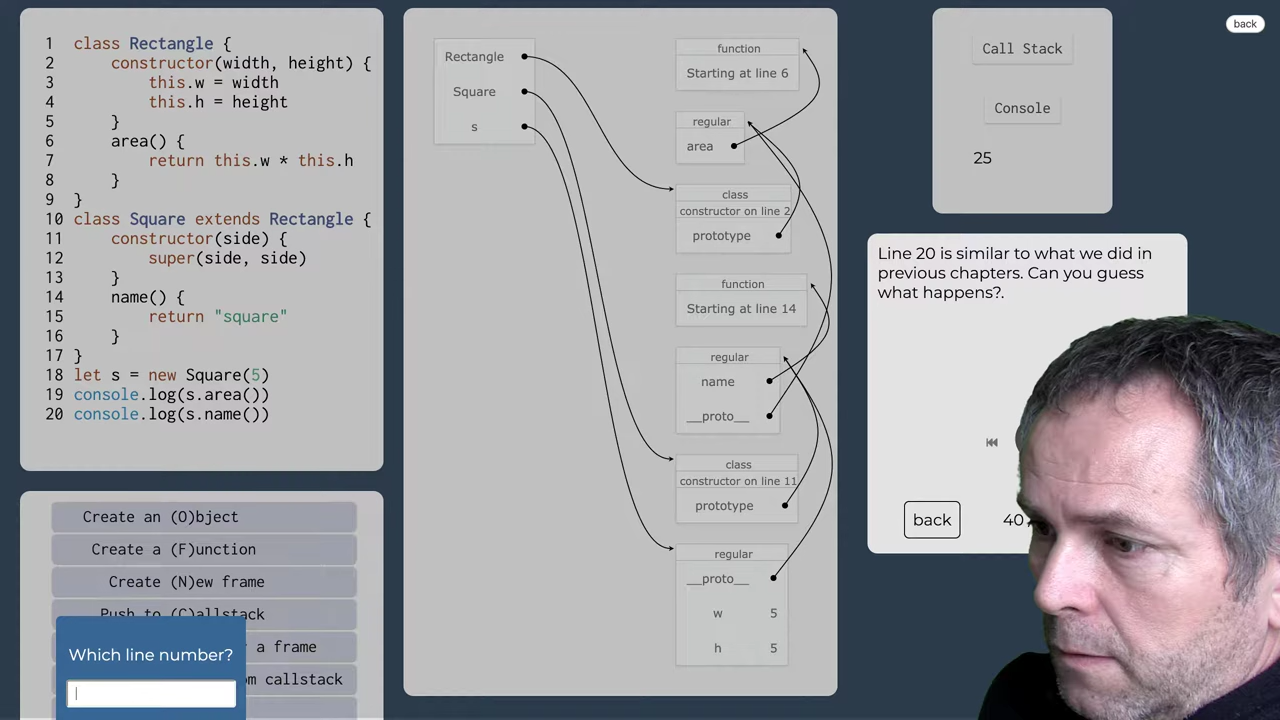 1 class Rectangle {
2 constructor(width, height) {
3 this.w = width
4 this.h = height
5 }
6 area() {
7 return this.w * this.h
8 }
9 }
10 class Square extends Rectangle {
11 constructor(side) {
12 super(side, side)
13 }
14 name() {
15 return "square"
16 }
17 }
18 let s = new Square(5)
19 console.log(s.area())
20 console.log(s.name())
Create an (O)bject
Create a (F)unction
Create (N)ew frame
Push to (C)allstack
a frame
callstack
Which line number?
Rectangle
Square
s
function
Starting at line 6
regular
area
class
constructor on line 2
prototype
function
Starting at line 14
regular
name
__proto__
class
constructor on line 11
prototype
regular
__proto__
w 5
h 5
back
Call Stack
Console
25
Line 20 is similar to what we did in
previous chapters. Can you guess
what happens?.
back
40